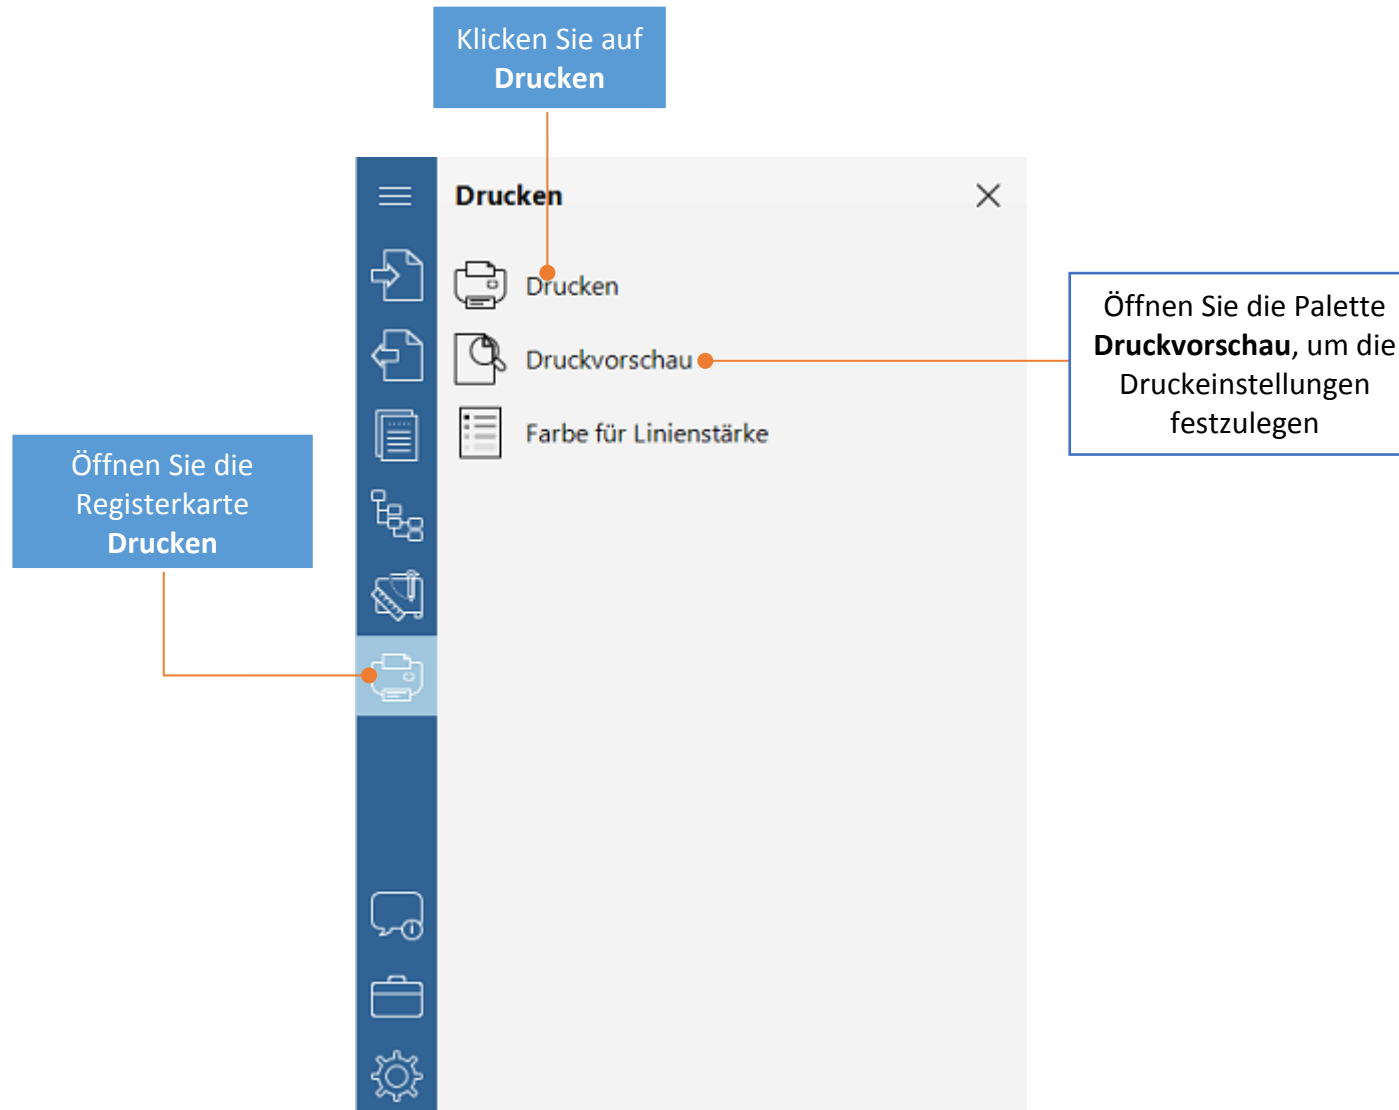 Klicken Sie auf
Drucken
Drucken
Drucken
Druckvorschau
Farbe für Linienstärke
Öffnen Sie die Palette
Druckvorschau, um die
Druckeinstellungen
festzulegen
Öffnen Sie die
Registerkarte
Drucken